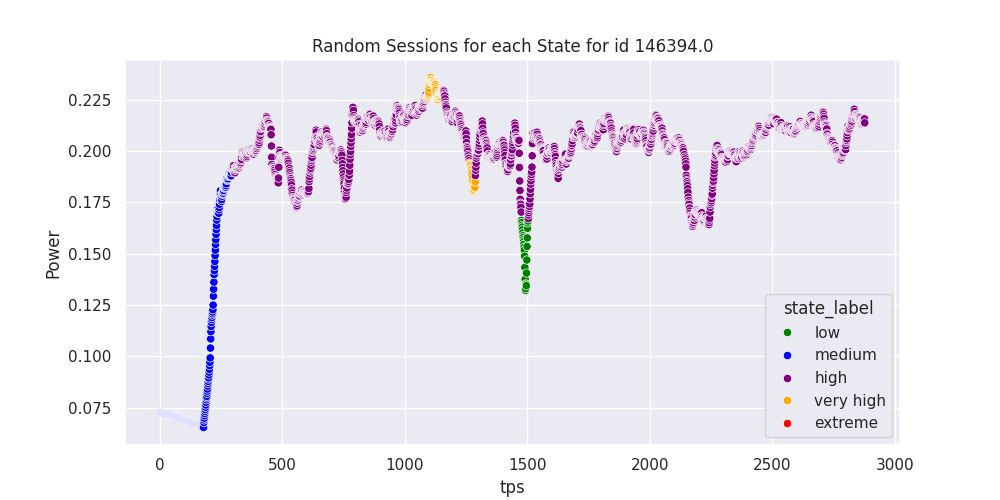 Random Sessions for each State for id 146394.0
Power
0.225
0.200
0.175
0.150
0.125
0.100
0.075
state_label
low
medium
high
very high
extreme
0
500
1000
1500
2000
2500
3000
tps